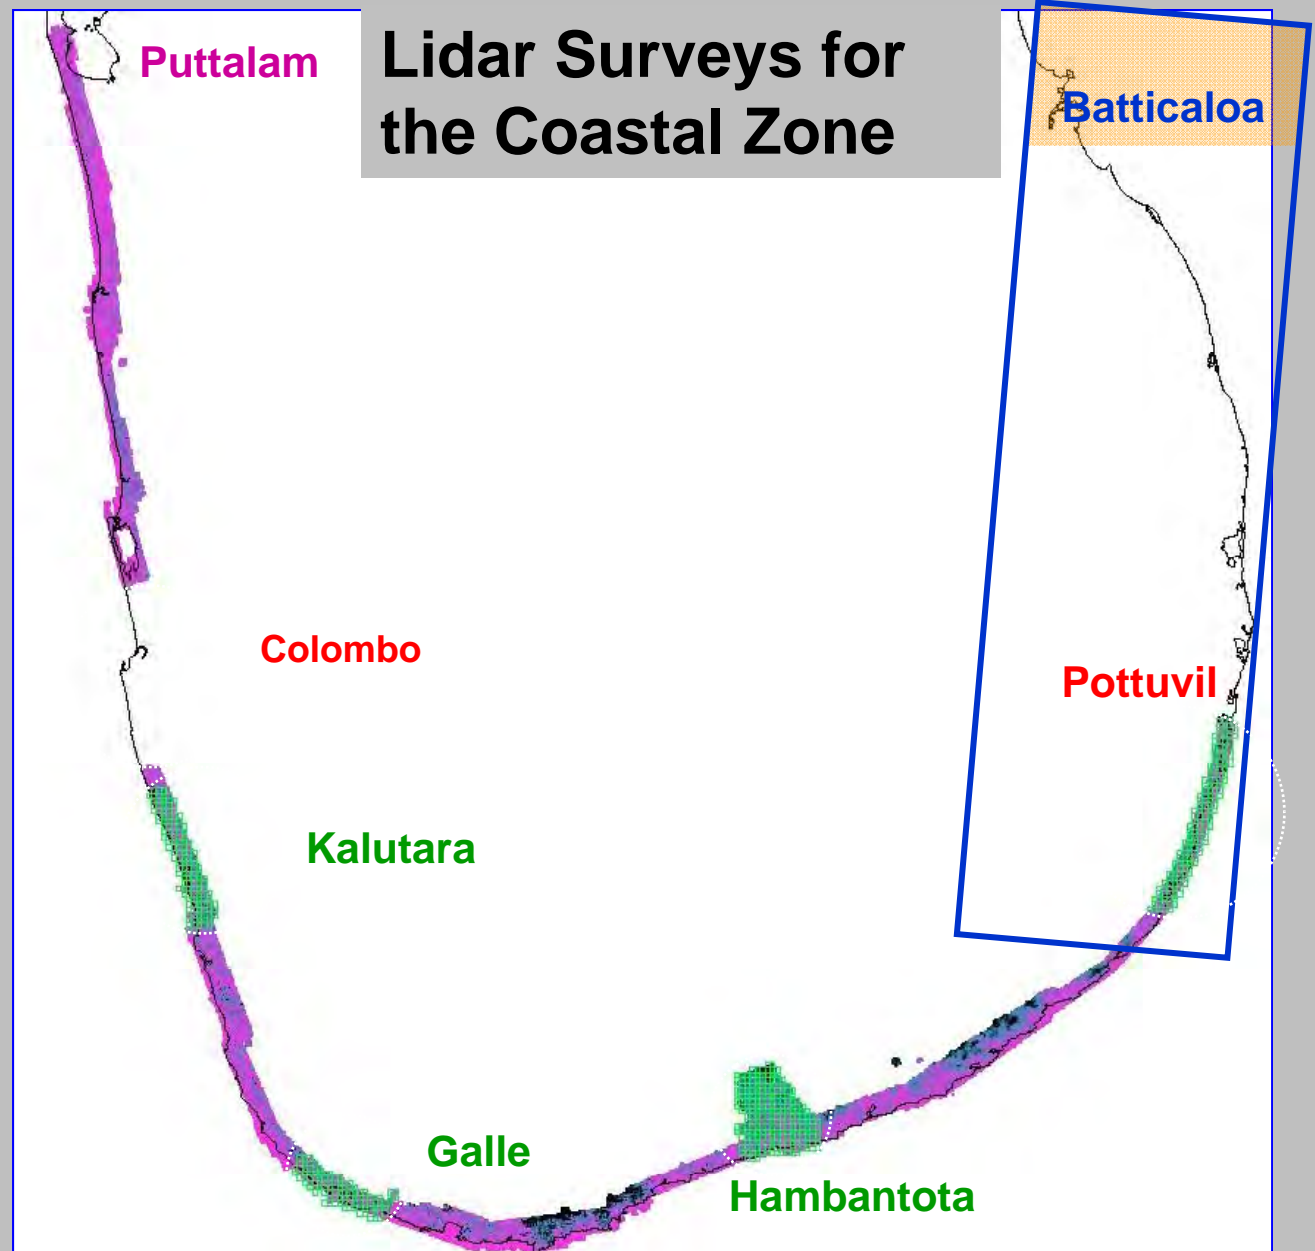 Lidar Surveys for
the Coastal Zone
Puttalam
Batticaloa
Colombo
Pottuvil
Kalutara
Galle
Hambantota